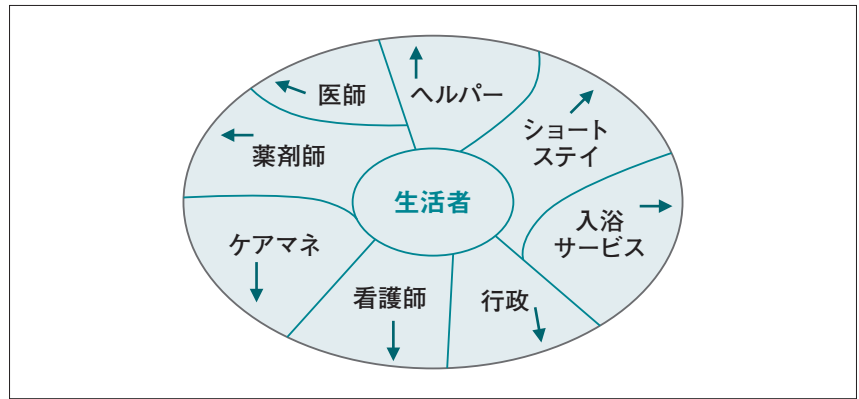 医師
ヘルパー
ショート
ステイ
薬剤師
生活者
入浴
サービス
ケアマネ
看護師
行政